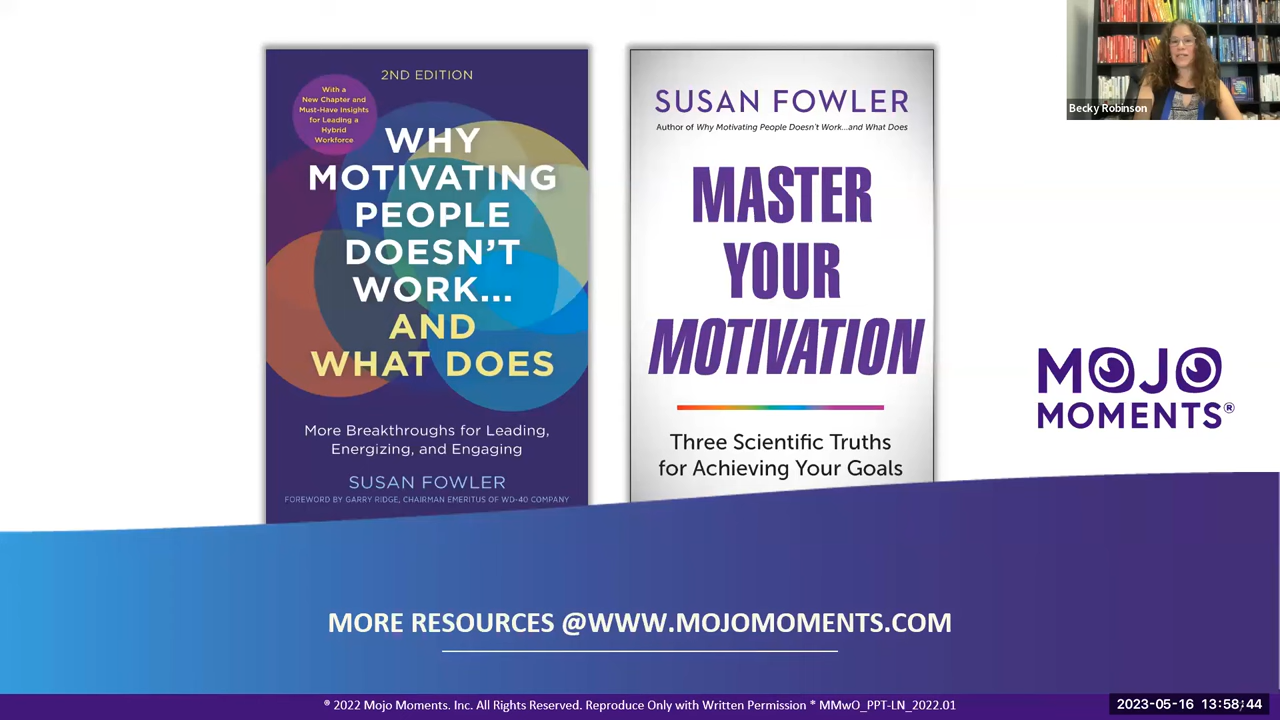 2ND EDITION
With a
New Chapter and
Must-Have Insights
for Leading a
Hybrid
Workforce
WHY
MOTIVATING
PEOPLE
DOESN'T
WORK...
AND
WHAT DOES
More Breakthroughs for Leading,
Energizing, and Engaging
SUSAN FOWLER
FOREWORD BY GARRY RIDGE, CHAIRMAN EMERITUS OF WD-40 COMPANY
SUSAN FOWLER
Author of Why Motivating People Doesn't Work...and What Does
MASTER
YOUR
MOTIVATION
Three Scientific Truths
for Achieving Your Goals
Becky Robinson
MOJO
MOMENTS®
MORE RESOURCES @WWW.MOJOMOMENTS.COM
® 2022 Mojo Moments. Inc. All Rights Reserved. Reproduce Only with Written Permission * MMwO_PPT-LN_2022.01
2023-05-16 13:58:44